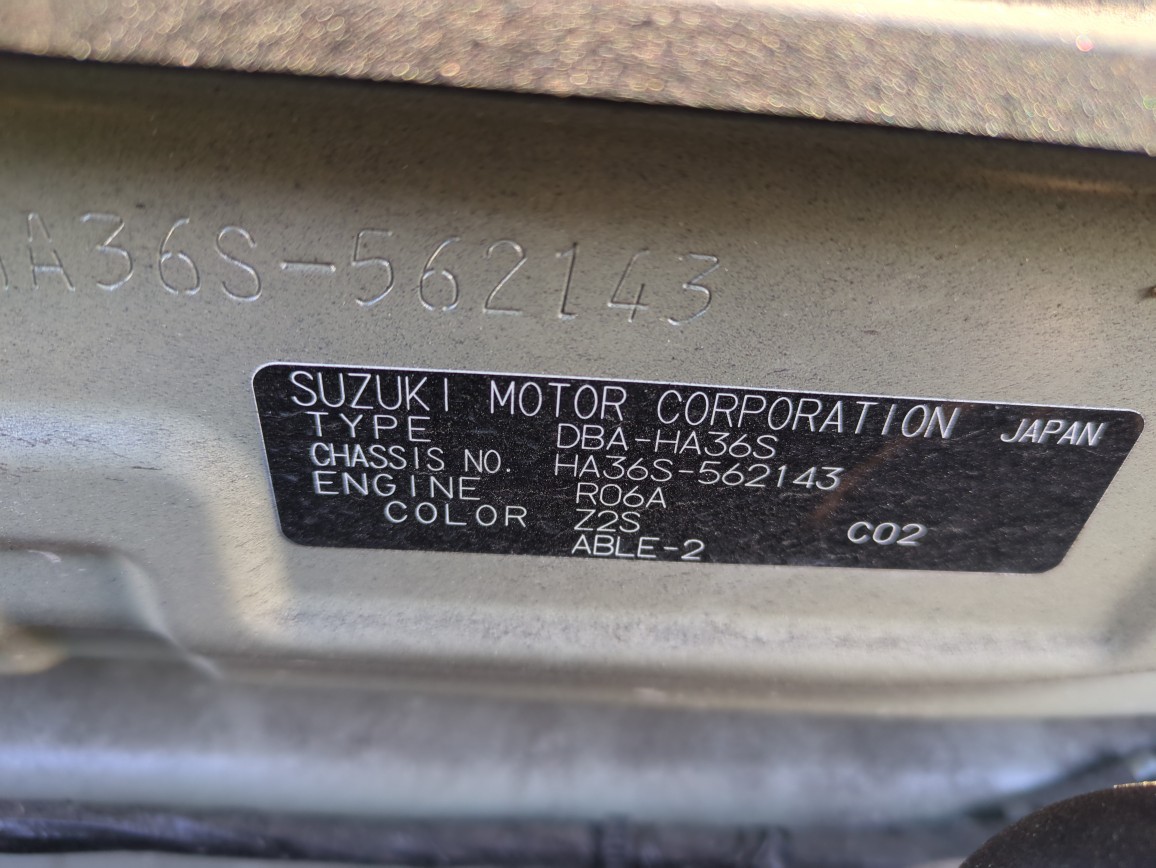 HA36S-562143
SUZUKI MOTOR CORPORATION JAPAN
TYPE DBA-HA36S
CHASSIS NO. HA36S-562143
ENGINE R06A
COLOR Z2S
ABLE-2 C02